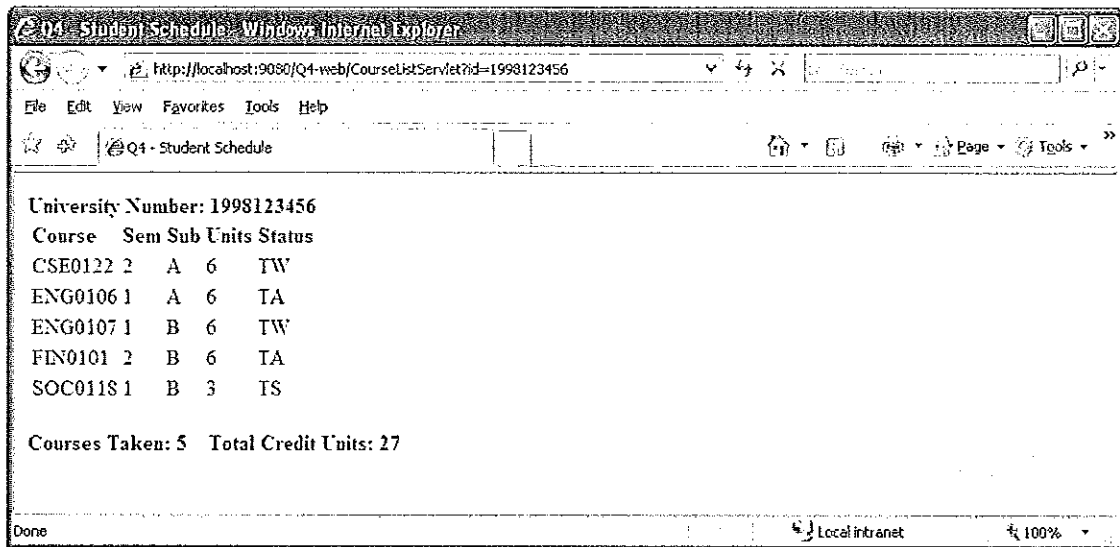 Q4 - Student Schedule - Windows Internet Explorer
http://localhost:9080/Q4-web/CourseListServlet?id=1998123456
File Edit View Favorites Tools Help
Q4 - Student Schedule Page Tools
University Number: 1998123456
Course Sem Sub Units Status
CSE0122 2 A 6 TW
ENG0106 1 A 6 TA
ENG0107 1 B 6 TW
FIN0101 2 B 6 TA
SOC0118 1 B 3 TS
Courses Taken: 5 Total Credit Units: 27
Done Local intranet 100%